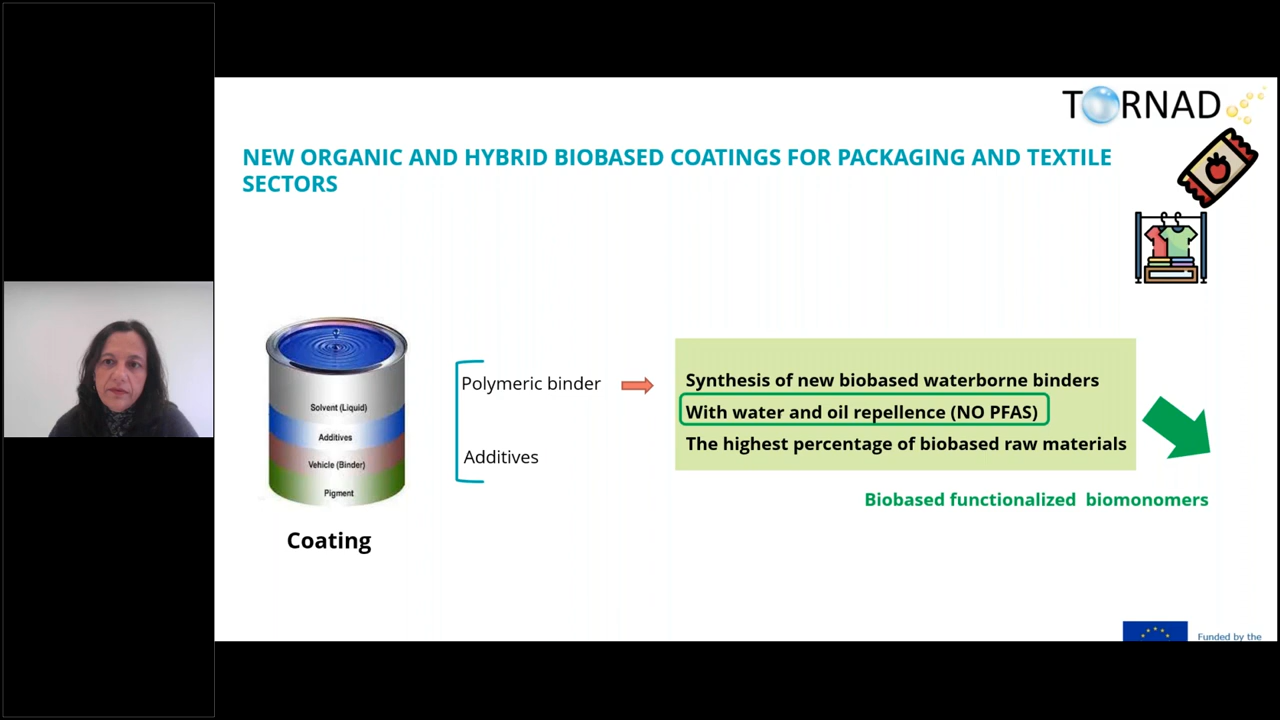 TORNAD
NEW ORGANIC AND HYBRID BIOBASED COATINGS FOR PACKAGING AND TEXTILE
SECTORS
Solvent (Liquid)
Additives
Vehicle (Binder)
Pigment
Coating
Polymeric binder
Additives
Synthesis of new biobased waterborne binders
With water and oil repellence (NO PFAS)
The highest percentage of biobased raw materials
Biobased functionalized biomonomers
Funded by the